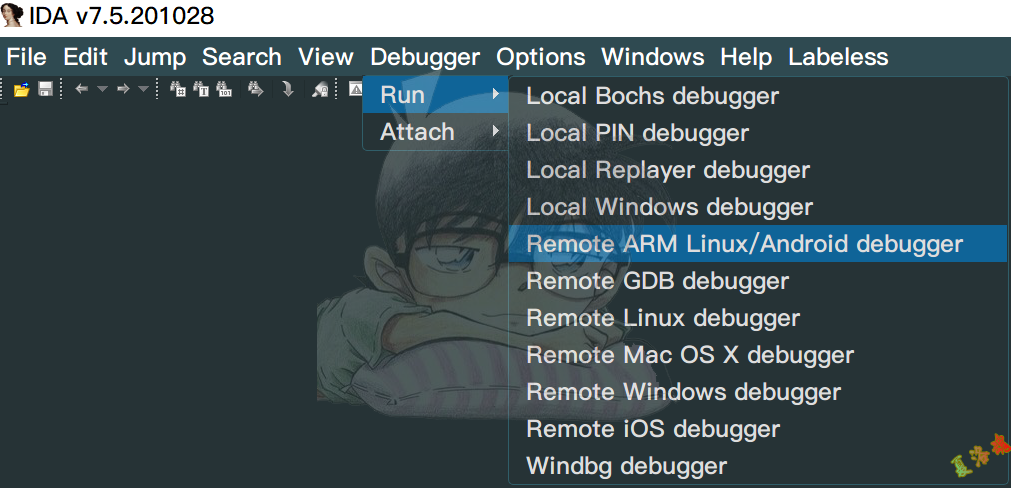 IDA v7.5.201028
File Edit Jump Search View Debugger Options Windows Help Labeless
Run
Attach
Local Bochs debugger
Local PIN debugger
Local Replayer debugger
Local Windows debugger
Remote ARM Linux/Android debugger
Remote GDB debugger
Remote Linux debugger
Remote Mac OS X debugger
Remote Windows debugger
Remote iOS debugger
Windbg debugger